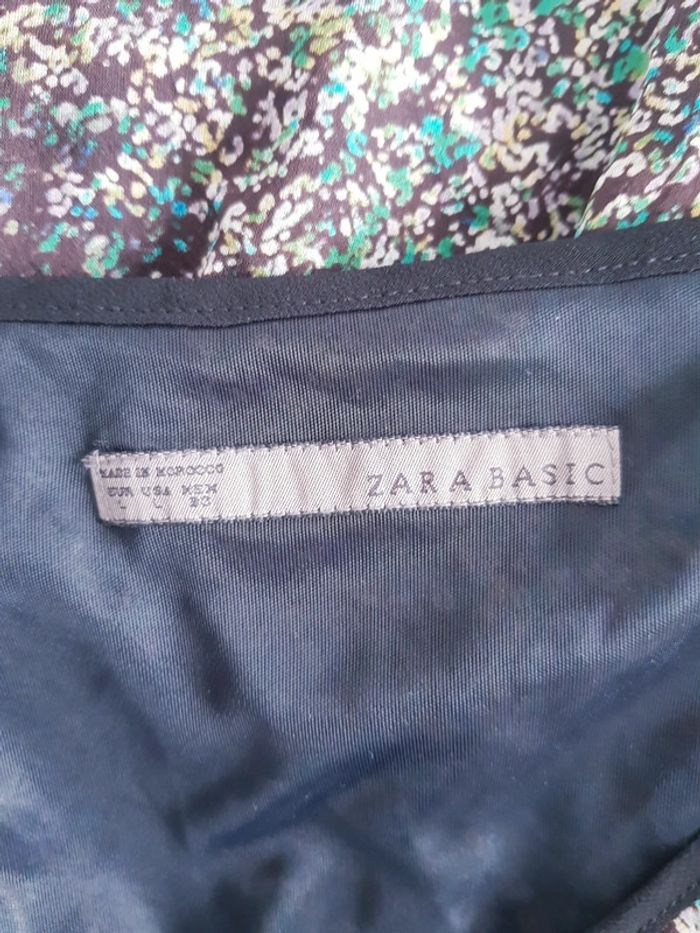 MADE IN MOROCCO
EUR USA MEX
L L 30
ZARA BASIC